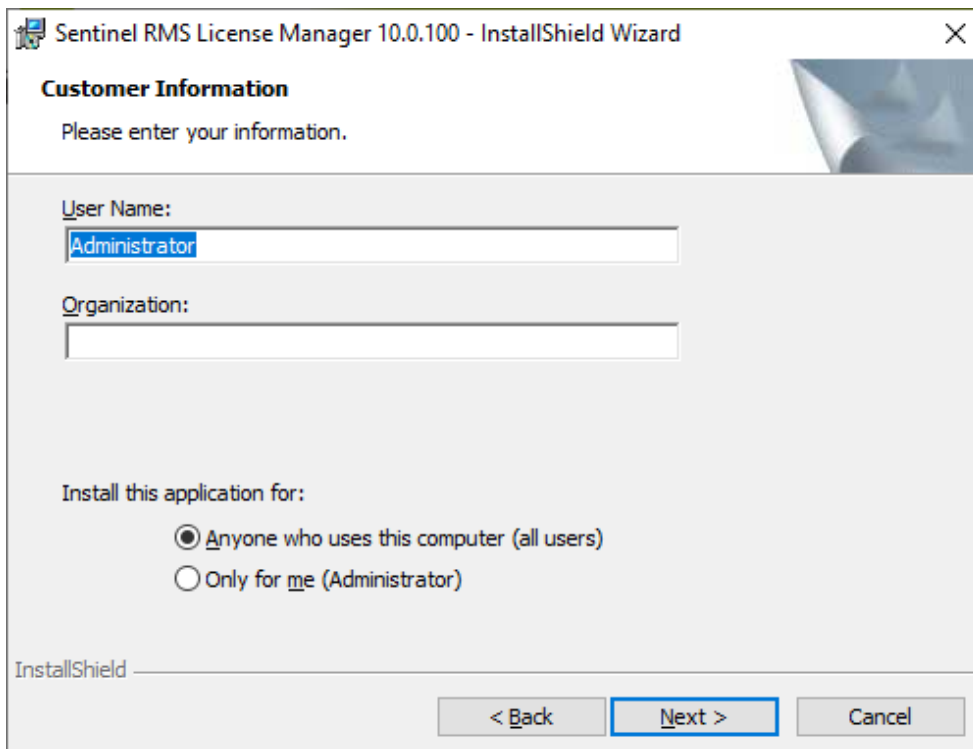 Sentinel RMS License Manager 10.0.100 - InstallShield Wizard
Customer Information
Please enter your information.
User Name:
Administrator
Organization:
Install this application for:
Anyone who uses this computer (all users)
Only for me (Administrator)
InstallShield
< Back Next > Cancel